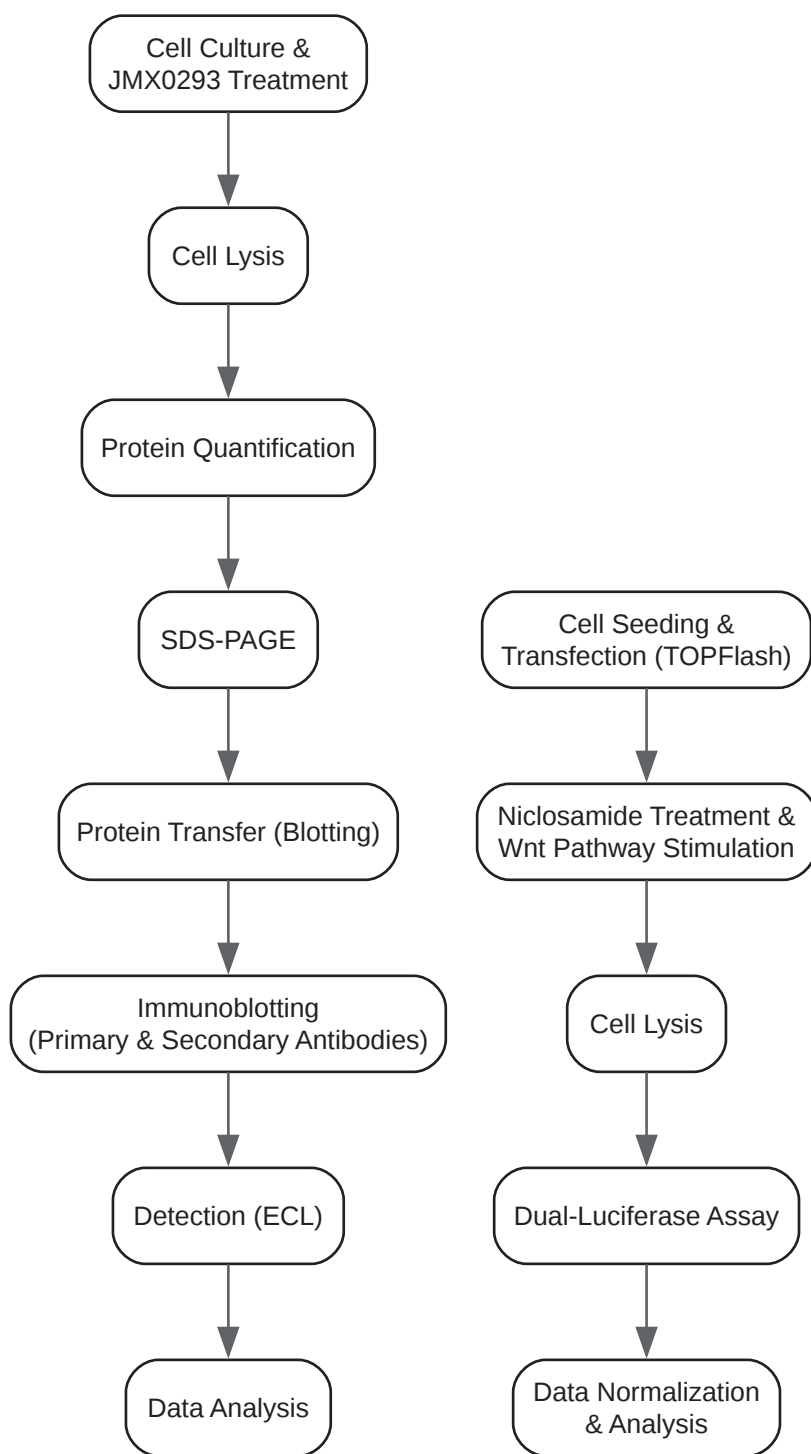 Cell Culture &
JMX0293 Treatment
Cell Lysis
Protein Quantification
SDS-PAGE
Protein Transfer (Blotting)
Immunoblotting
(Primary & Secondary Antibodies)
Detection (ECL)
Data Analysis
Cell Seeding &
Transfection (TOPFlash)
Niclosamide Treatment &
Wnt Pathway Stimulation
Cell Lysis
Dual-Luciferase Assay
Data Normalization
& Analysis